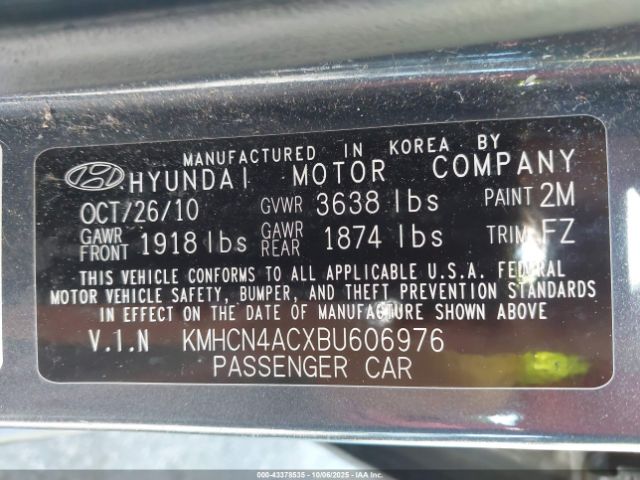 MANUFACTURED IN KOREA BY
HYUNDAI MOTOR COMPANY
OCT/26/10 GVWR 3638 lbs PAINT 2M
GAWR FRONT 1918 lbs GAWR REAR 1874 lbs TRIM FZ
THIS VEHICLE CONFORMS TO ALL APPLICABLE U.S.A. FEDERAL
MOTOR VEHICLE SAFETY, BUMPER, AND THEFT PREVENTION STANDARDS
IN EFFECT ON THE DATE OF MANUFACTURE SHOWN ABOVE
V.I.N KMHCN4ACXBU606976
PASSENGER CAR
000-43378535 - 10/06/2025 - IAAI.COM